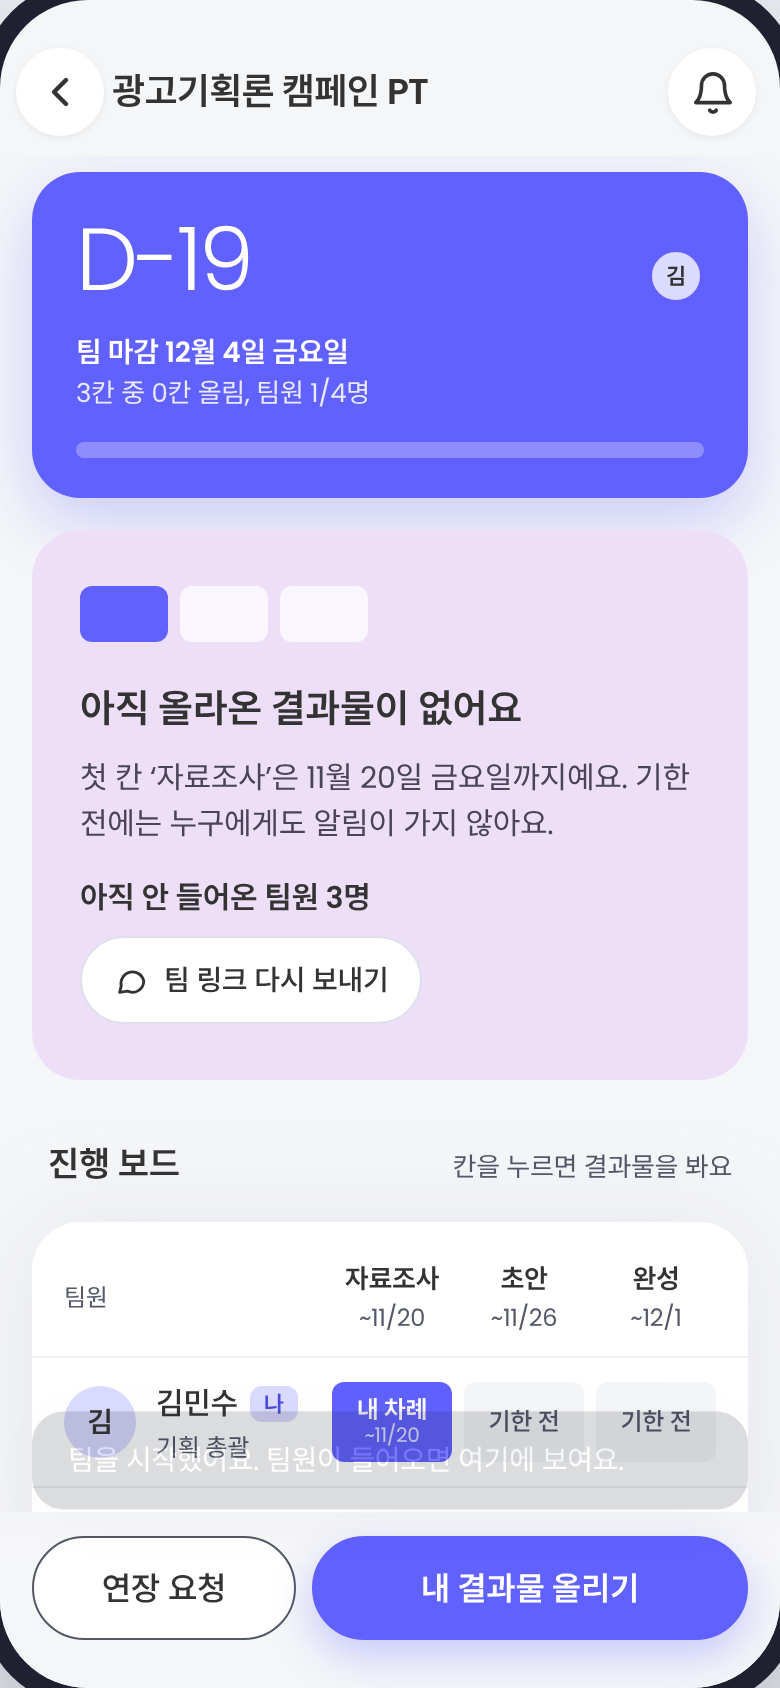 광고기획론 캠페인 PT
D-19
김
팀 마감 12월 4일 금요일
3칸 중 0칸 올림, 팀원 1/4명
아직 올라온 결과물이 없어요
첫 칸 ‘자료조사’은 11월 20일 금요일까지예요. 기한
전에는 누구에게도 알림이 가지 않아요.
아직 안 들어온 팀원 3명
팀 링크 다시 보내기
진행 보드
칸을 누르면 결과물을 봐요
팀원
자료조사
~11/20
초안
~11/26
완성
~12/1
김
김민수
나
기획 총괄
내 차례
~11/20
기한 전
기한 전
팀을 시작했어요. 팀원이 들어오면 여기에 보여요.
연장 요청
내 결과물 올리기